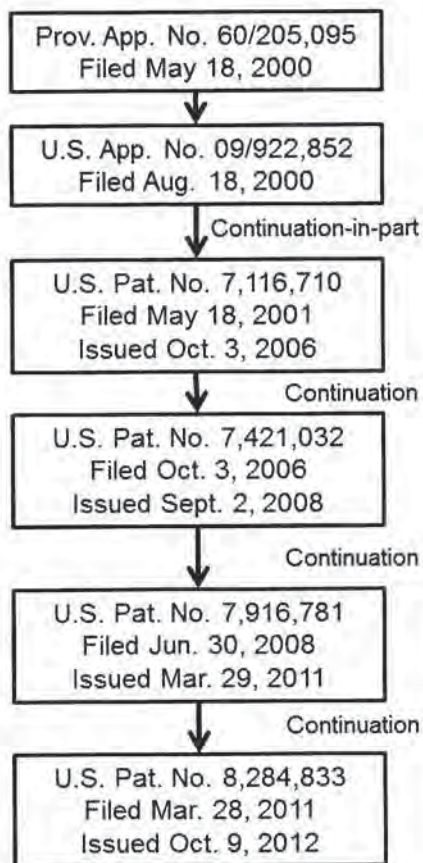 Prov. App. No. 60/205,095
Filed May 18, 2000
U.S. App. No. 09/922,852
Filed Aug. 18, 2000
Continuation-in-part
U.S. Pat. No. 7,116,710
Filed May 18, 2001
Issued Oct. 3, 2006
Continuation
U.S. Pat. No. 7,421,032
Filed Oct. 3, 2006
Issued Sept. 2, 2008
Continuation
U.S. Pat. No. 7,916,781
Filed Jun. 30, 2008
Issued Mar. 29, 2011
Continuation
U.S. Pat. No. 8,284,833
Filed Mar. 28, 2011
Issued Oct. 9, 2012